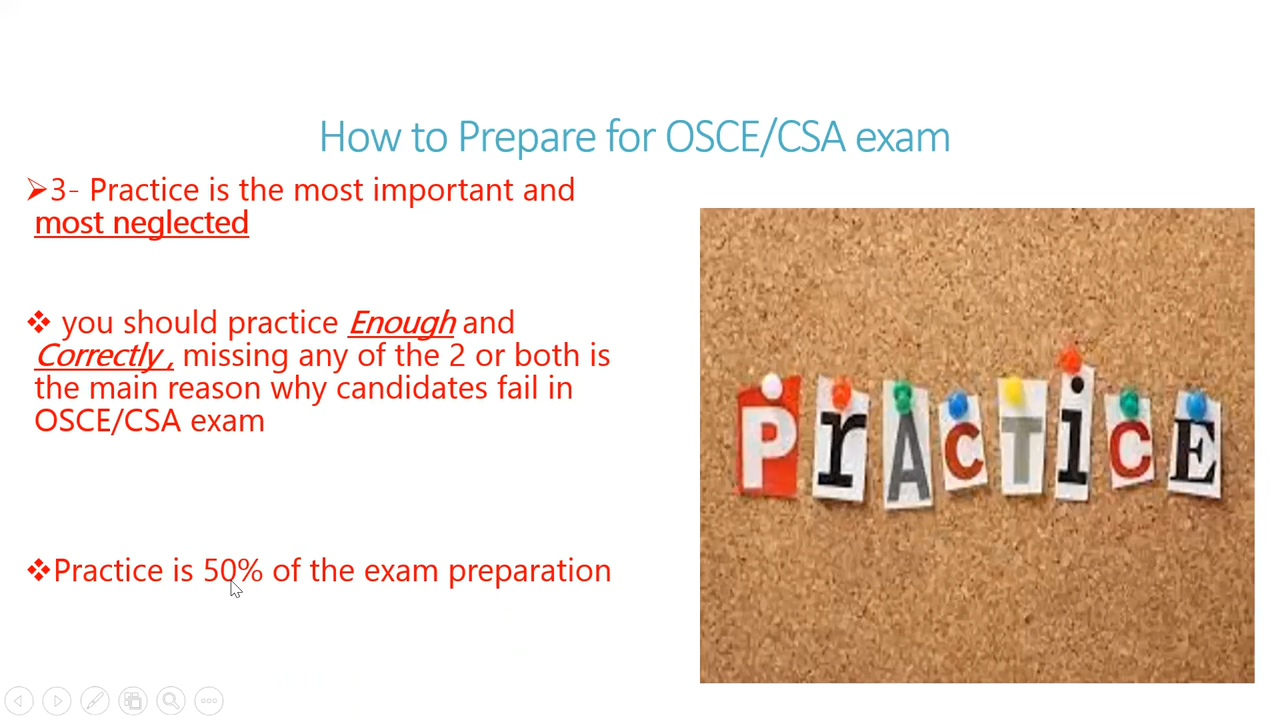 How to Prepare for OSCE/CSA exam
➢3- Practice is the most important and
most neglected
❖ you should practice Enough and
Correctly , missing any of the 2 or both is
the main reason why candidates fail in
OSCE/CSA exam
❖Practice is 50% of the exam preparation
PrACTiCE